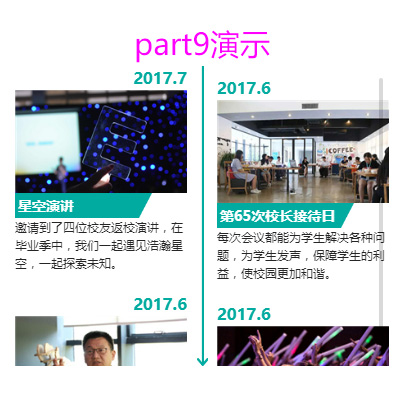 part9演示
2017.7
星空演讲
邀请到了四位校友返校演讲，在
毕业季中，我们一起遇见浩瀚星
空，一起探索未知。
2017.6
2017.6
COFFEE
第65次校长接待日
每次会议都能为学生解决各种问
题，为学生发声，保障学生的利
益，使校园更加和谐。
2017.6